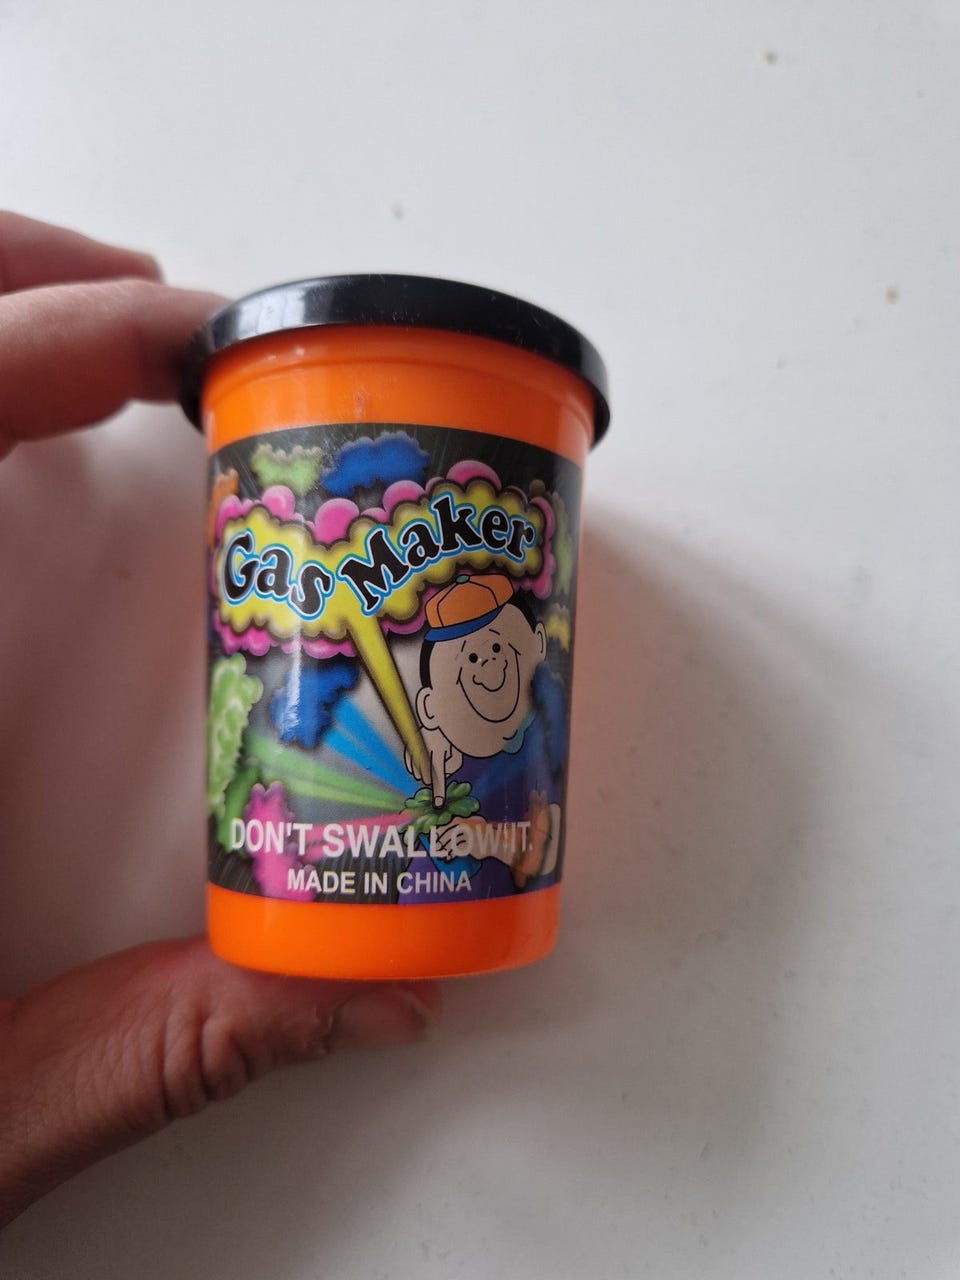 Gas Maker
DON'T SWALLOW IT.
MADE IN CHINA